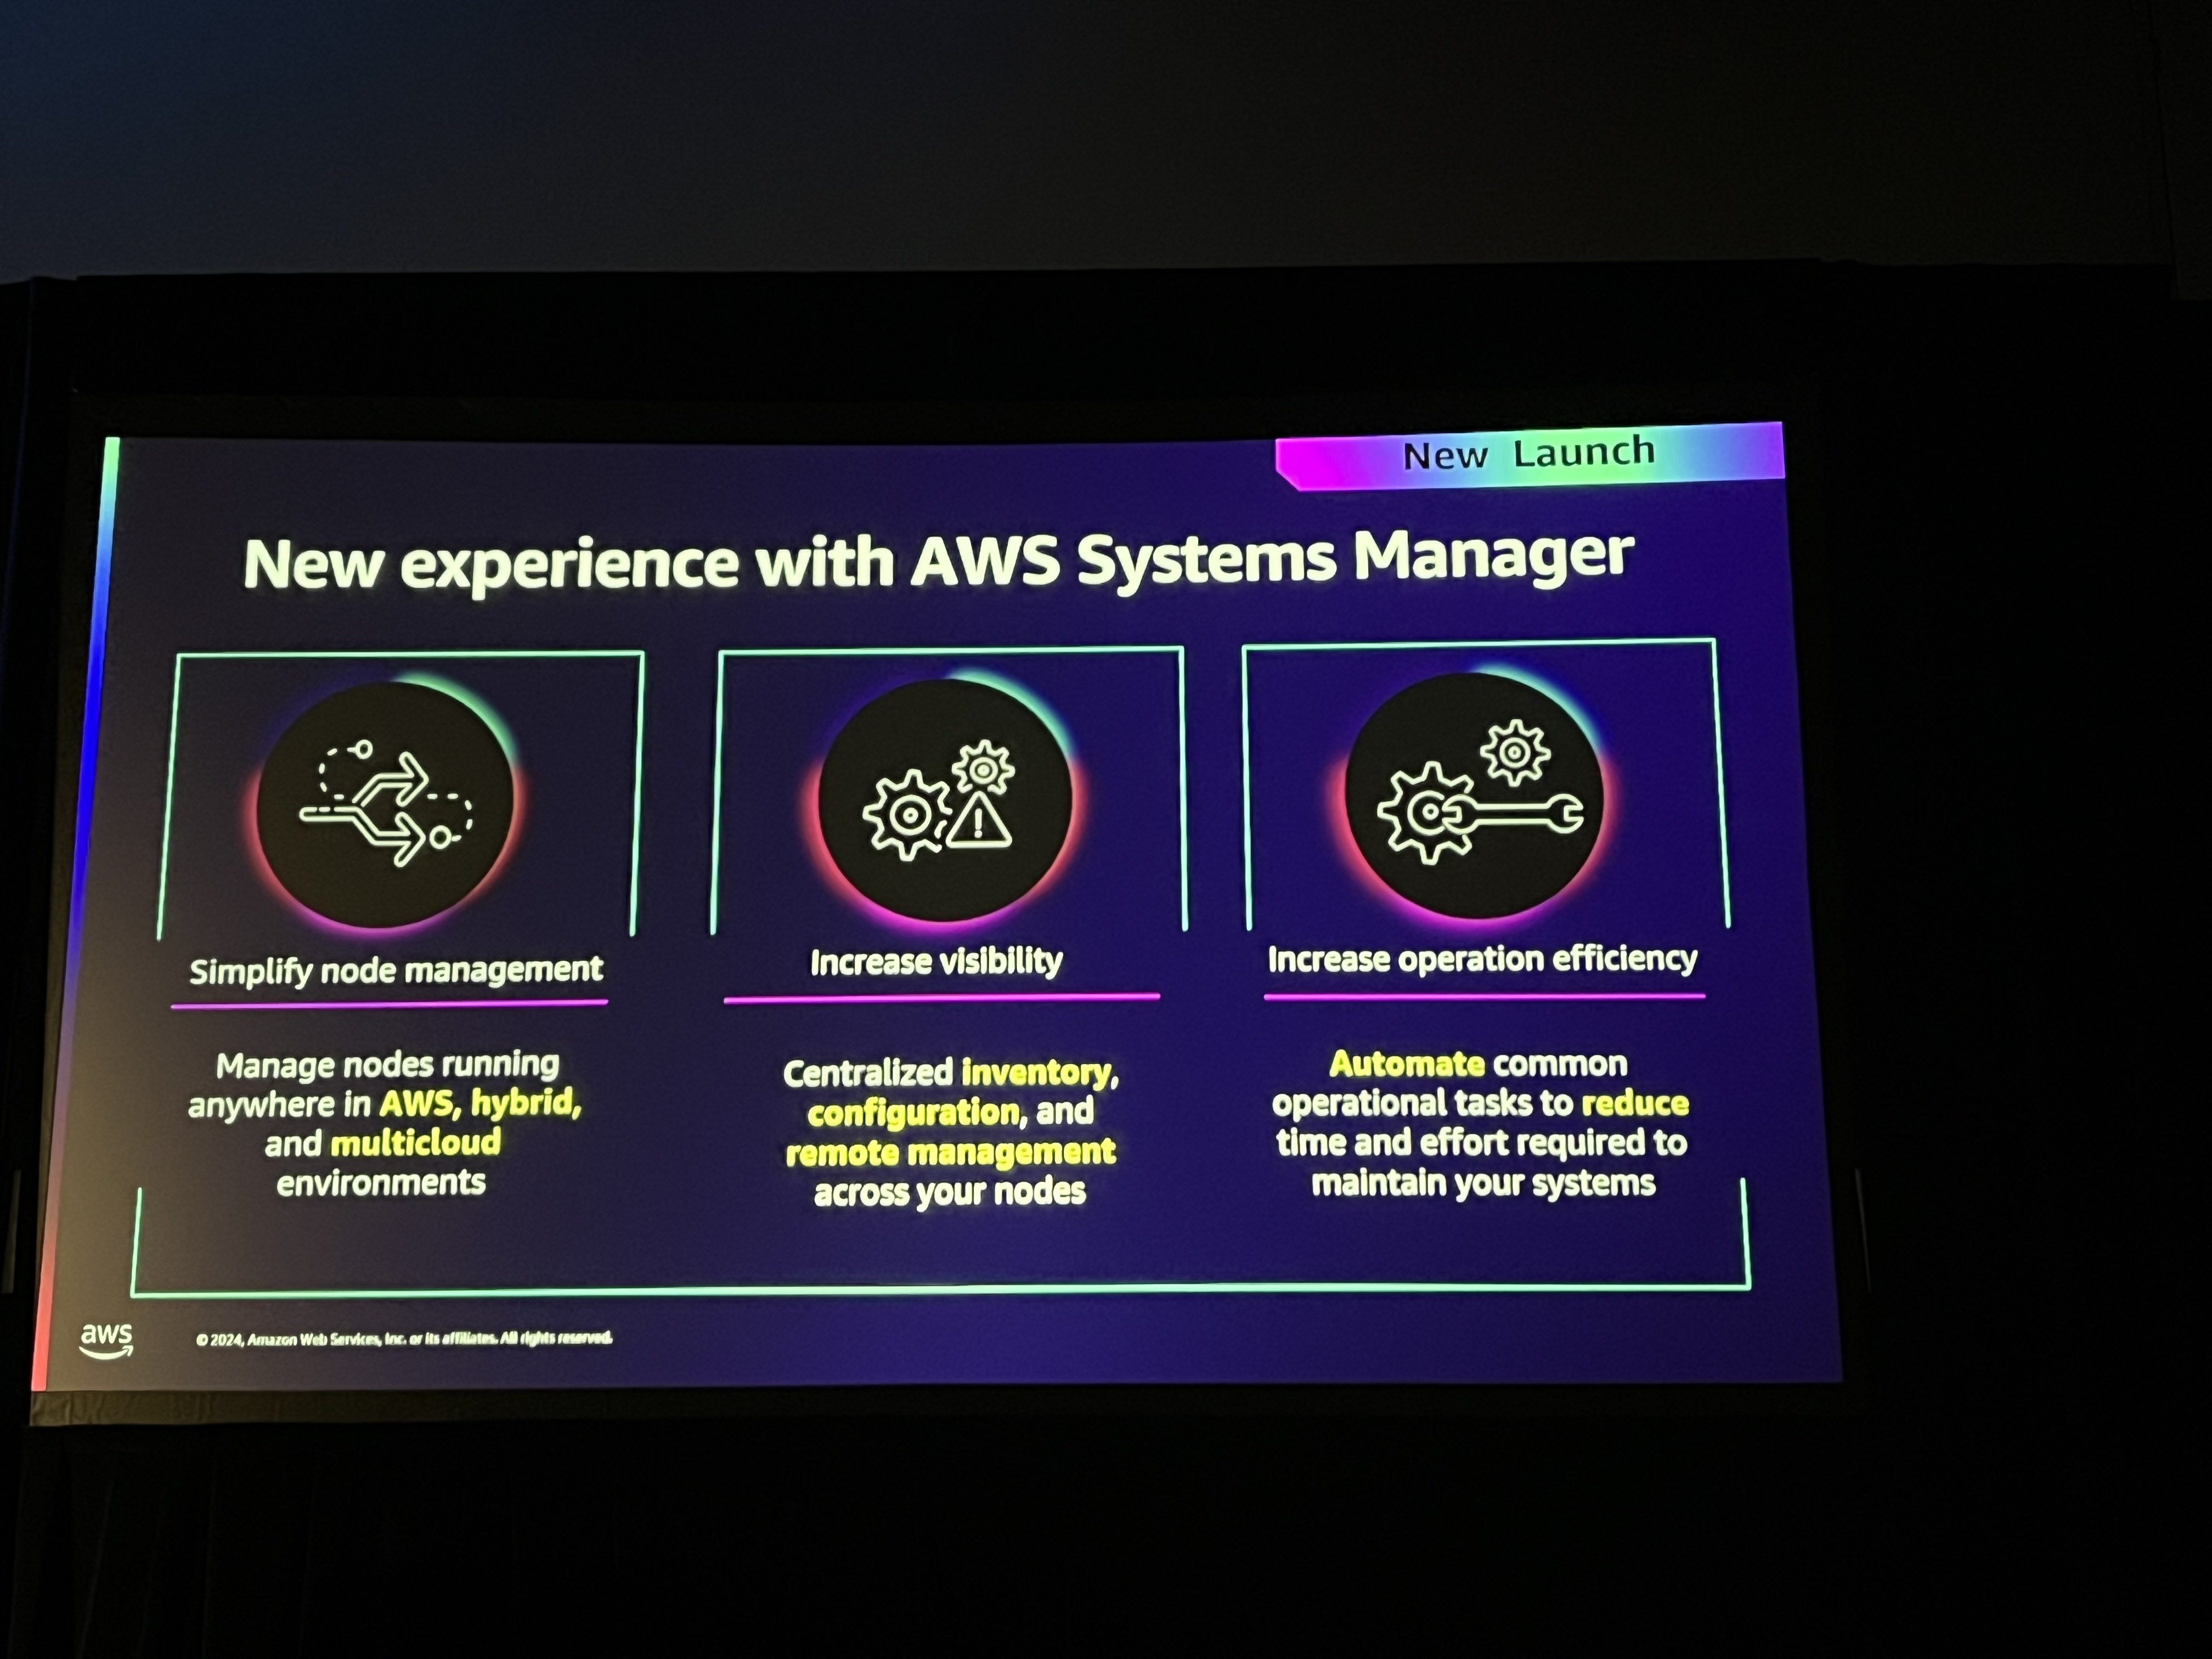 New Launch
New experience with AWS Systems Manager
Simplify node management
Manage nodes running
anywhere in AWS, hybrid,
and multicloud
environments
Increase visibility
Centralized inventory,
configuration, and
remote management
across your nodes
Increase operation efficiency
Automate common
operational tasks to reduce
time and effort required to
maintain your systems
aws
© 2024, Amazon Web Services, Inc. or its affiliates. All rights reserved.